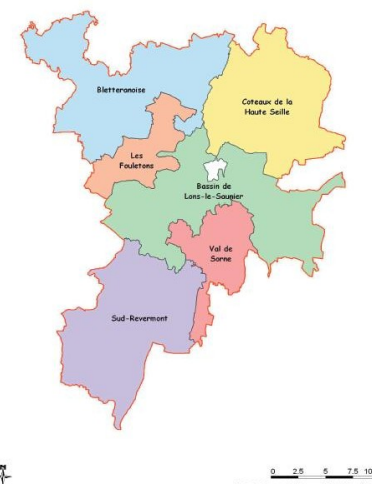 Bletteranoise
Coteaux de la
Haute Seille
Les
Fouletons
Bassin de
Lons-le-Saunier
Val de
Sorne
Sud-Revermont
N
0 2.5 5 7.5 10